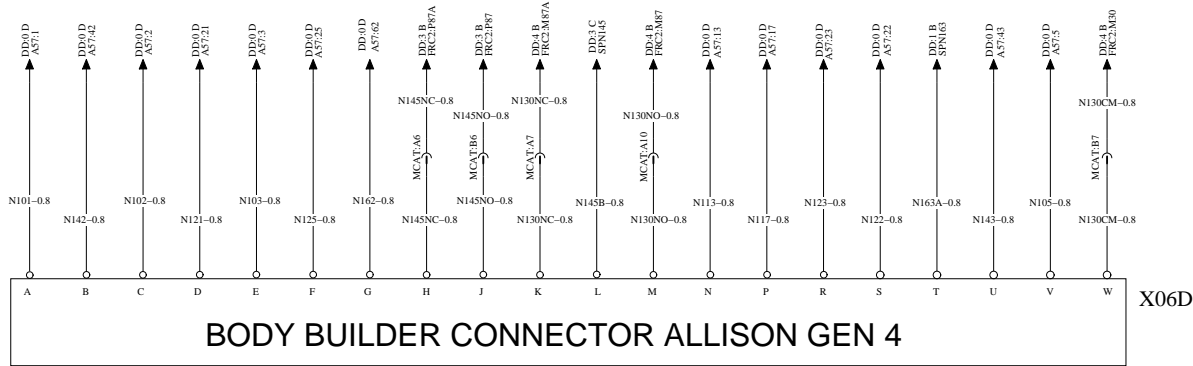 DD:0 D
A57:1
DD:0 D
A57:42
DD:0 D
A57:2
DD:0 D
A57:21
DD:0 D
A57:3
DD:0 D
A57:25
DD:0 D
A57:62
DD:3 B
FRC2:P87A
DD:3 B
FRC2:P87
DD:4 B
FRC2:M87A
DD:3 C
SPN145
DD:4 B
FRC2:M87
DD:0 D
A57:13
DD:0 D
A57:17
DD:0 D
A57:23
DD:0 D
A57:22
DD:1 B
SPN163
DD:0 D
A57:43
DD:0 D
A57:5
DD:4 B
FRC2:M30
N145NC−0.8
N145NO−0.8
N130NC−0.8
N130NO−0.8
N130CM−0.8
MCAT:A6
MCAT:B6
MCAT:A7
MCAT:A10
MCAT:B7
N101−0.8
N142−0.8
N102−0.8
N121−0.8
N103−0.8
N125−0.8
N162−0.8
N145NC−0.8
N145NO−0.8
N130NC−0.8
N145B−0.8
N130NO−0.8
N113−0.8
N117−0.8
N123−0.8
N122−0.8
N163A−0.8
N143−0.8
N105−0.8
N130CM−0.8
A B C D E F G H J K L M N P R S T U V W
X06D
BODY BUILDER CONNECTOR ALLISON GEN 4